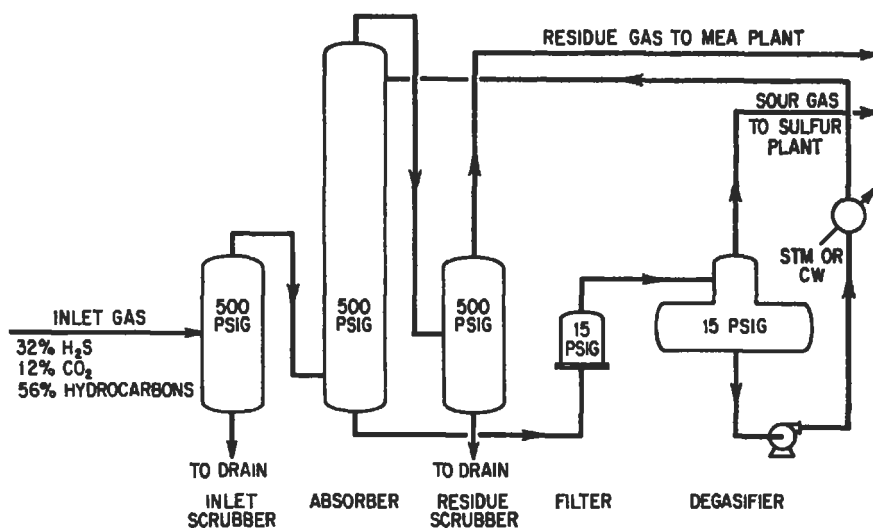 RESIDUE GAS TO MEA PLANT
SOUR GAS
TO SULFUR
PLANT
STM OR
CW
500
PSIG
500
PSIG
500
PSIG
15
PSIG
15 PSIG
INLET GAS
32% H₂S
12% CO₂
56% HYDROCARBONS
TO DRAIN
TO DRAIN
INLET
SCRUBBER
ABSORBER
RESIDUE
SCRUBBER
FILTER
DEGASIFIER